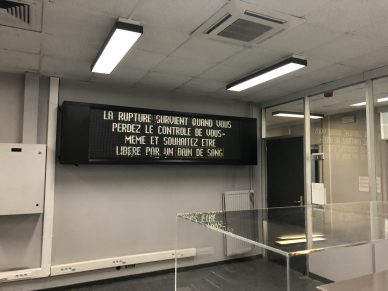 LA RUPTURE SURVIENT QUAND VOUS
PERDEZ LE CONTROLE DE VOUS-
MEME ET SOUHAITEZ ETRE
LIBERE PAR UN BAIN DE SANG